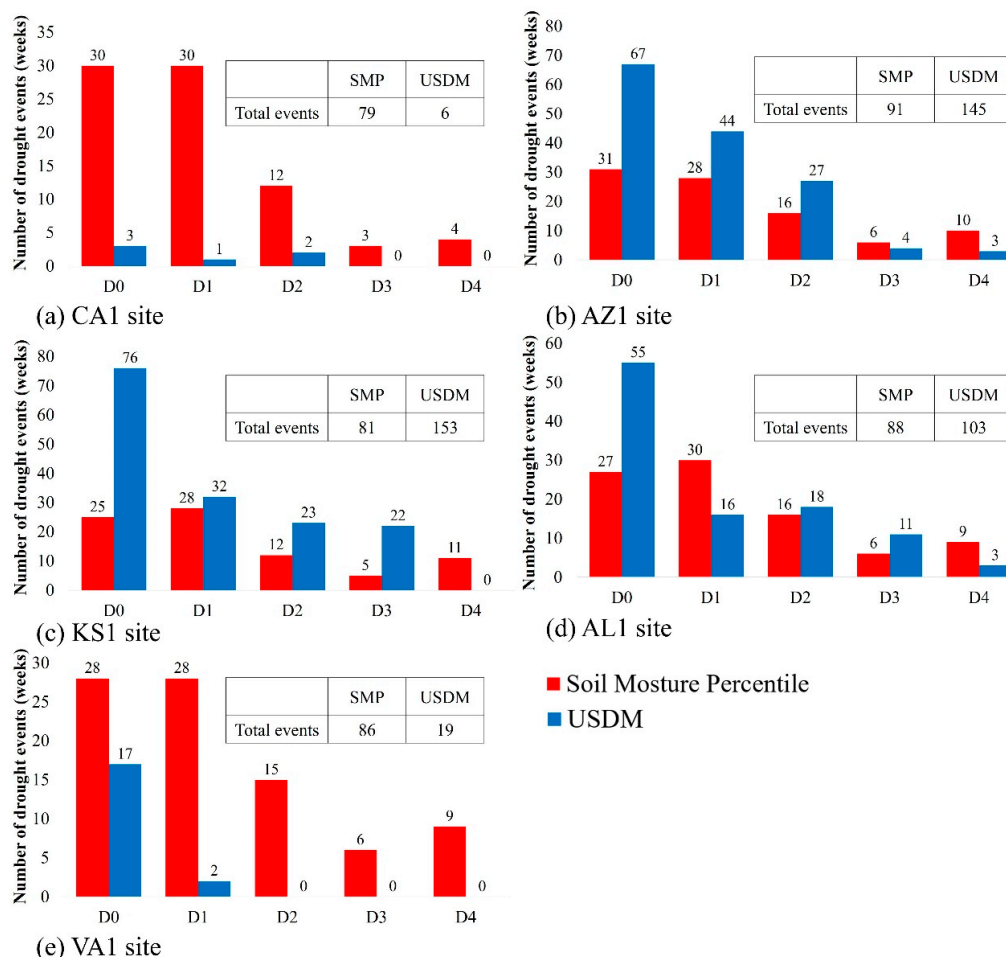 Number of drought events (weeks)
35
30
25
20
15
10
5
0
30 30 12 3 4
3 1 2 0 0
SMP USDM
Total events 79 6
D0 D1 D2 D3 D4
(a) CA1 site
Number of drought events (weeks)
80
70
60
50
40
30
20
10
0
31 28 16 6 10
67 44 27 4 3
SMP USDM
Total events 91 145
D0 D1 D2 D3 D4
(b) AZ1 site
Number of drought events (weeks)
80
70
60
50
40
30
20
10
0
25 28 12 5 11
76 32 23 22 0
SMP USDM
Total events 81 153
D0 D1 D2 D3 D4
(c) KS1 site
Number of drought events (weeks)
60
50
40
30
20
10
0
27 30 16 6 9
55 16 18 11 3
SMP USDM
Total events 88 103
D0 D1 D2 D3 D4
(d) AL1 site
Number of drought events (weeks)
30
25
20
15
10
5
0
28 28 15 6 9
17 2 0 0 0
SMP USDM
Total events 86 19
D0 D1 D2 D3 D4
(e) VA1 site
Soil Mosture Percentile
USDM